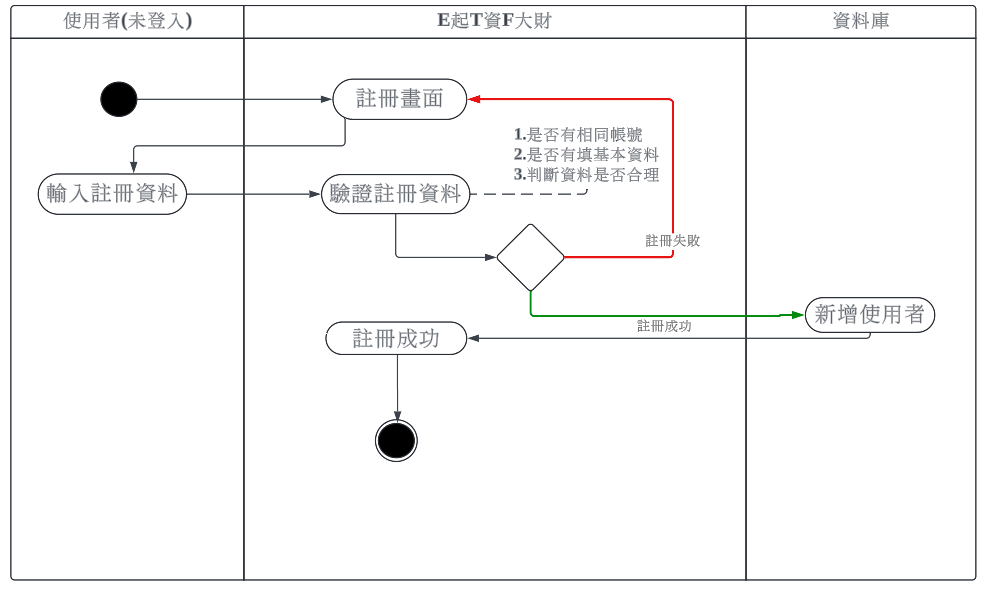 使用者(未登入)
E起T資F大財
資料庫
註冊畫面
1.是否有相同帳號
2.是否有填基本資料
3.判斷資料是否合理
輸入註冊資料
驗證註冊資料
註冊失敗
新增使用者
註冊成功
註冊成功